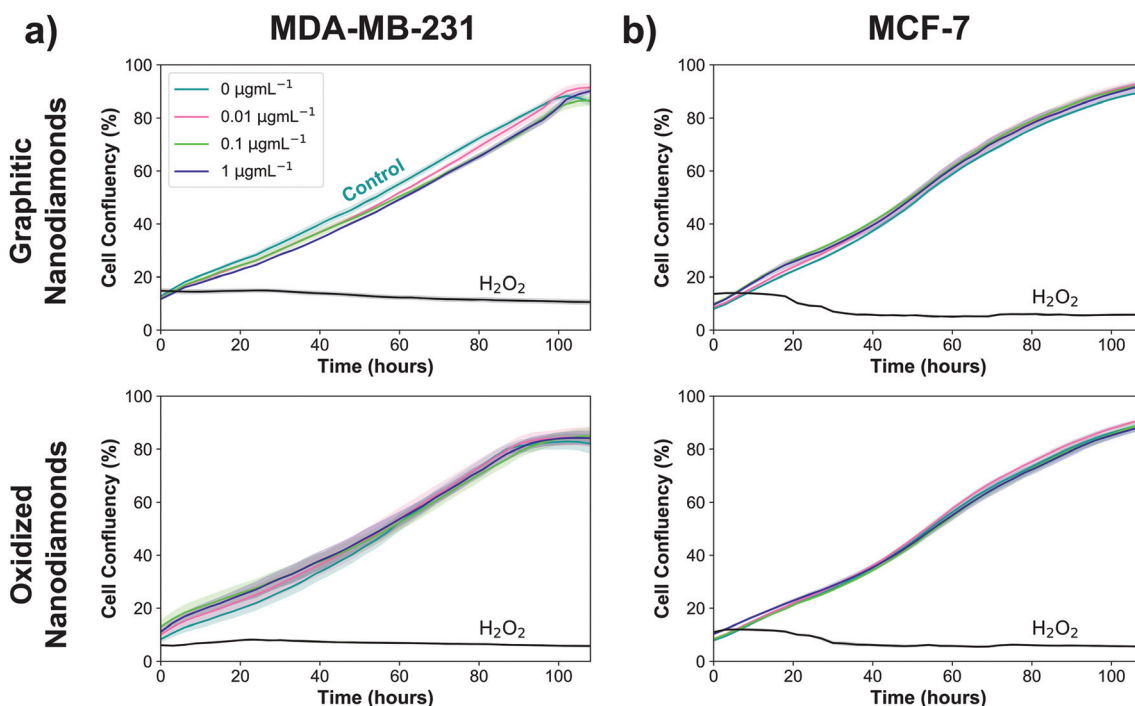 a) MDA-MB-231
b) MCF-7
Graphitic
Nanodiamonds
Cell Confluency (%)
100
80
60
40
20
0
0 μgmL⁻¹
0.01 μgmL⁻¹
0.1 μgmL⁻¹
1 μgmL⁻¹
Control
H₂O₂
0 20 40 60 80 100
Time (hours)
Cell Confluency (%)
100
80
60
40
20
0
H₂O₂
0 20 40 60 80 100
Time (hours)
Oxidized
Nanodiamonds
Cell Confluency (%)
100
80
60
40
20
0
H₂O₂
0 20 40 60 80 100
Time (hours)
Cell Confluency (%)
100
80
60
40
20
0
H₂O₂
0 20 40 60 80 100
Time (hours)